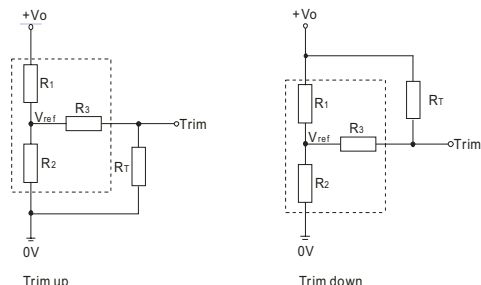 +Vo
R1
R3
Vref
Trim
R2
RT
0V
Trim up
+Vo
R1
RT
R3
Vref
Trim
R2
0V
Trim down